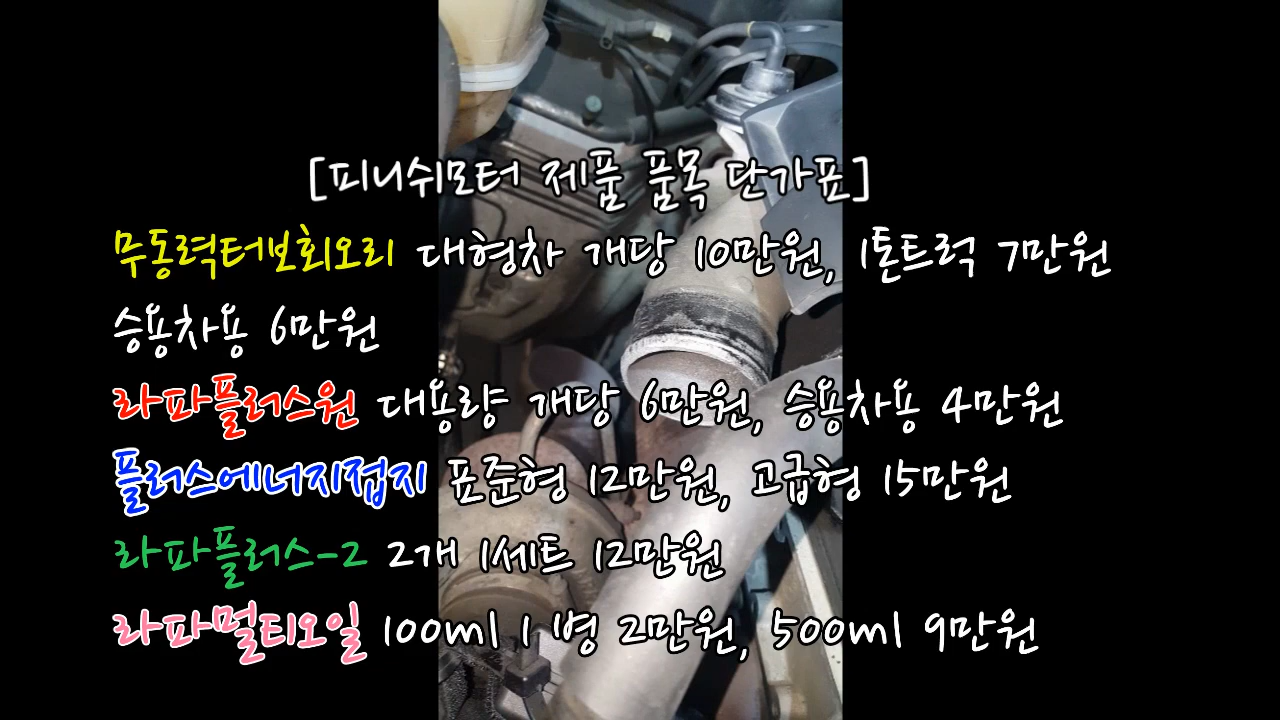 [피니쉬모터 제품 품목 단가표]
무동력터보회오리 대형차 개당 10만원, 1톤트럭 7만원
승용차용 6만원
라파플러스원 대용량 개당 6만원, 승용차용 4만원
플러스에너지접지 표준형 12만원, 고급형 15만원
라파플러스-2 2개 1세트 12만원
라파멀티오일 100ml 1 병 2만원, 500ml 9만원